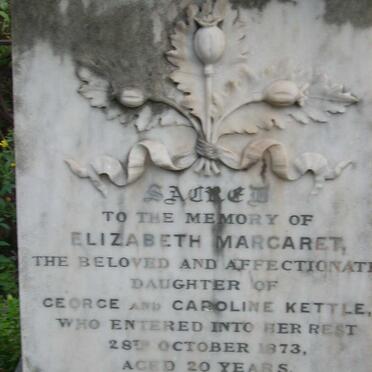 SACRED
TO THE MEMORY OF
ELIZABETH MARGARET,
THE BELOVED AND AFFECTIONATE
DAUGHTER OF
GEORGE AND CAROLINE KETTLE,
WHO ENTERED INTO HER REST
28TH OCTOBER 1873,
AGED 20 YEARS.